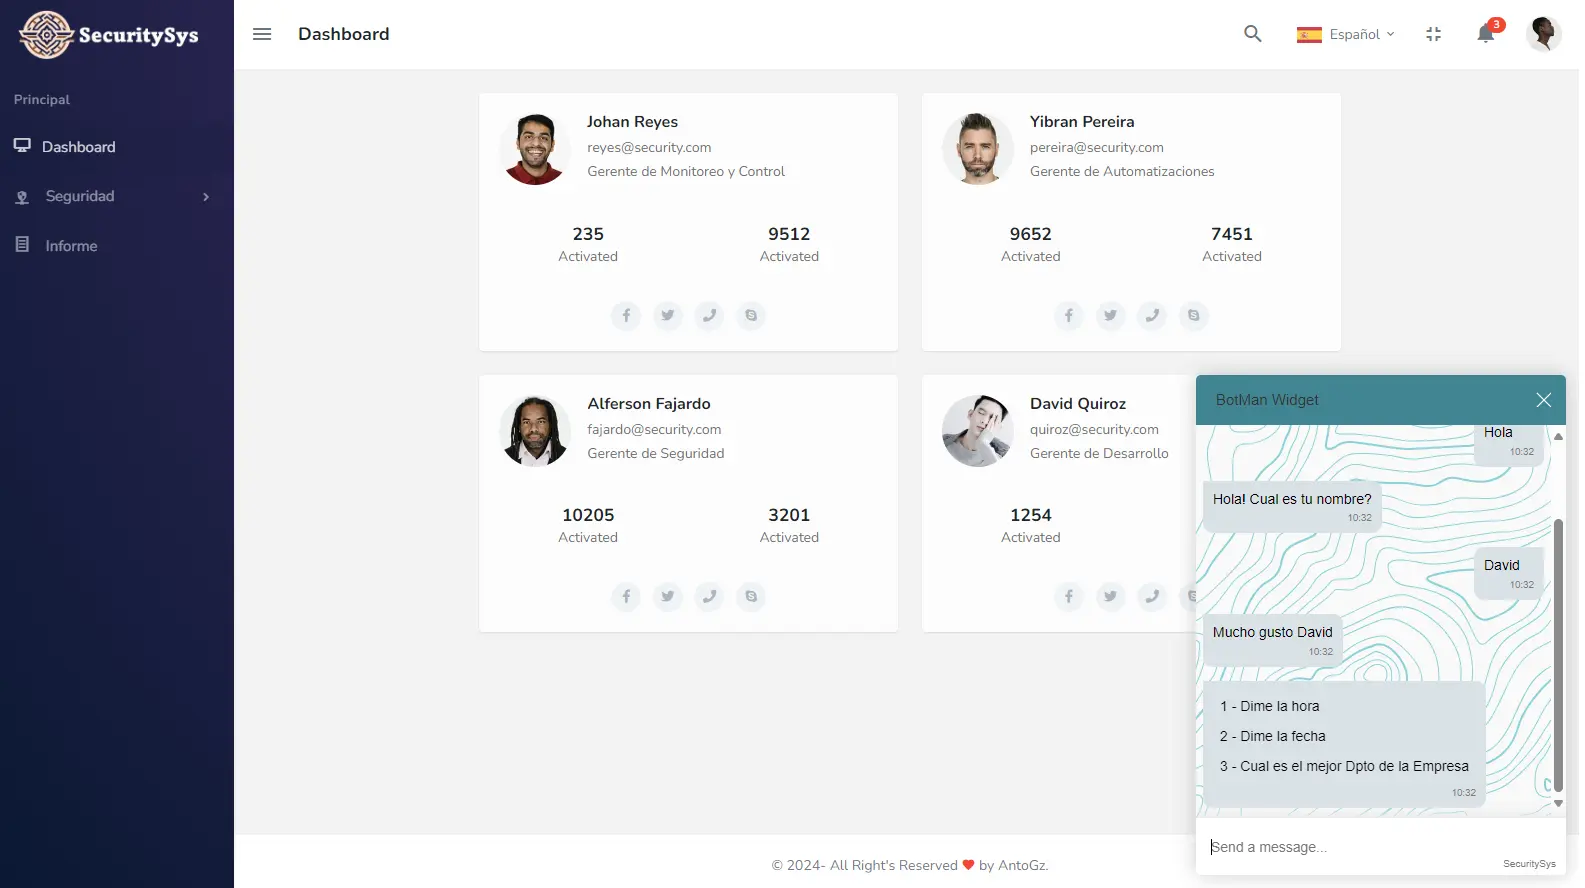 SecuritySys
Principal
Dashboard
Seguridad
Informe
Dashboard
Español
3
Johan Reyes
reyes@security.com
Gerente de Monitoreo y Control
235
Activated
9512
Activated
Yibran Pereira
pereira@security.com
Gerente de Automatizaciones
9652
Activated
7451
Activated
Alferson Fajardo
fajardo@security.com
Gerente de Seguridad
10205
Activated
3201
Activated
David Quiroz
quiroz@security.com
Gerente de Desarrollo
1254
Activated
BotMan Widget
Hola
10:32
Hola! Cual es tu nombre?
10:32
David
10:32
Mucho gusto David
10:32
1 - Dime la hora
2 - Dime la fecha
3 - Cual es el mejor Dpto de la Empresa
10:32
Send a message...
SecuritySys
© 2024- All Right's Reserved ❤ by AntoGz.